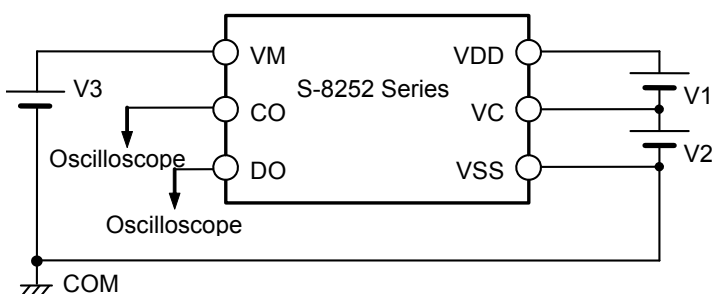 VM
VDD
V3
S-8252 Series
V1
CO
VC
Oscilloscope
V2
DO
VSS
Oscilloscope
COM